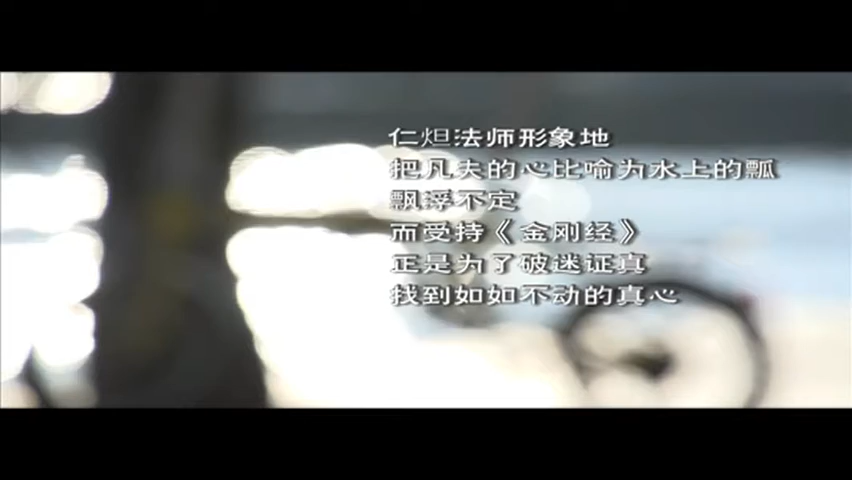 仁炟法师形象地
把凡夫的心比喻为水上的瓢
飘浮不定
而受持《金刚经》
正是为了破迷证真
找到如如不动的真心